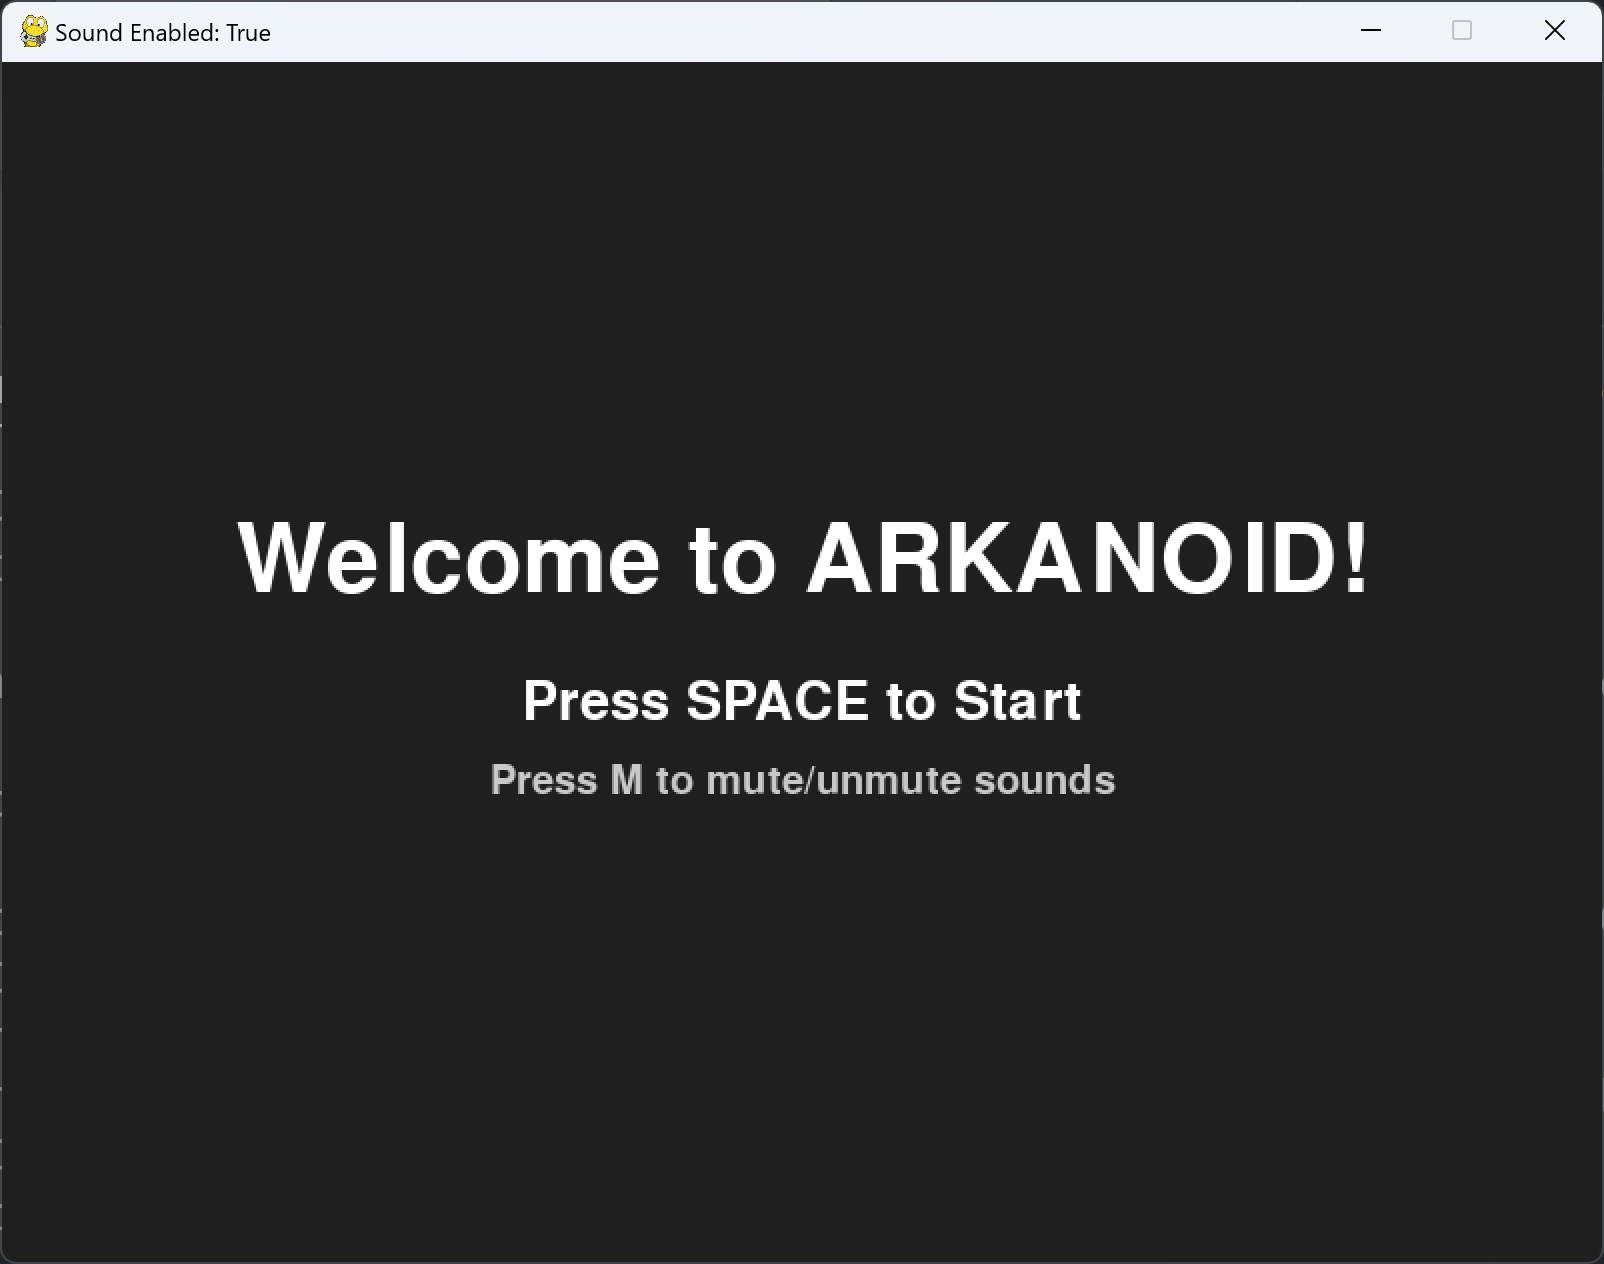 Sound Enabled: True
Welcome to ARKANOID!
Press SPACE to Start
Press M to mute/unmute sounds